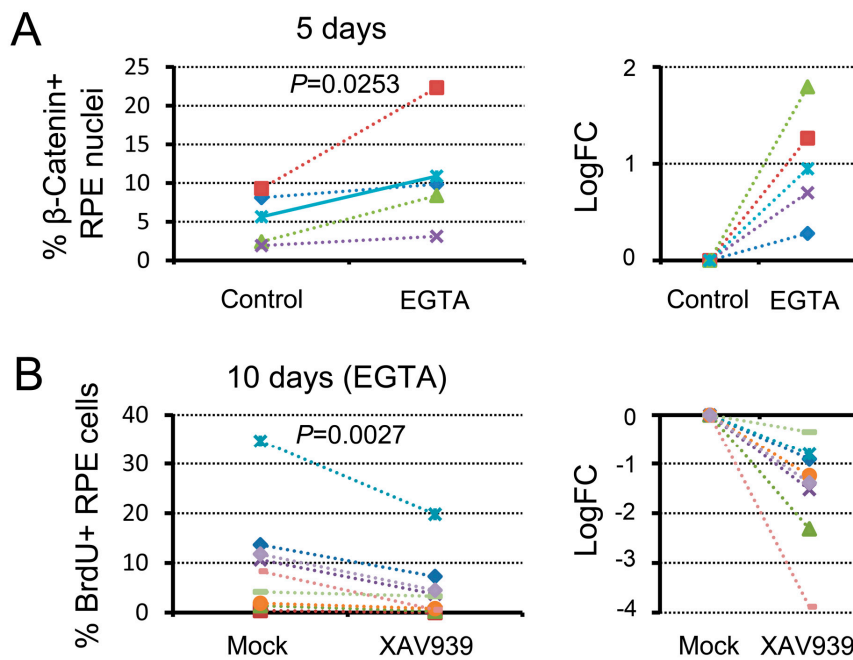 A
5 days
% β-Catenin+
RPE nuclei
25
20
15
10
5
0
P=0.0253
Control
EGTA
LogFC
2
1
0
Control
EGTA
B
10 days (EGTA)
% BrdU+ RPE cells
40
30
20
10
0
P=0.0027
Mock
XAV939
LogFC
0
-1
-2
-3
-4
Mock
XAV939